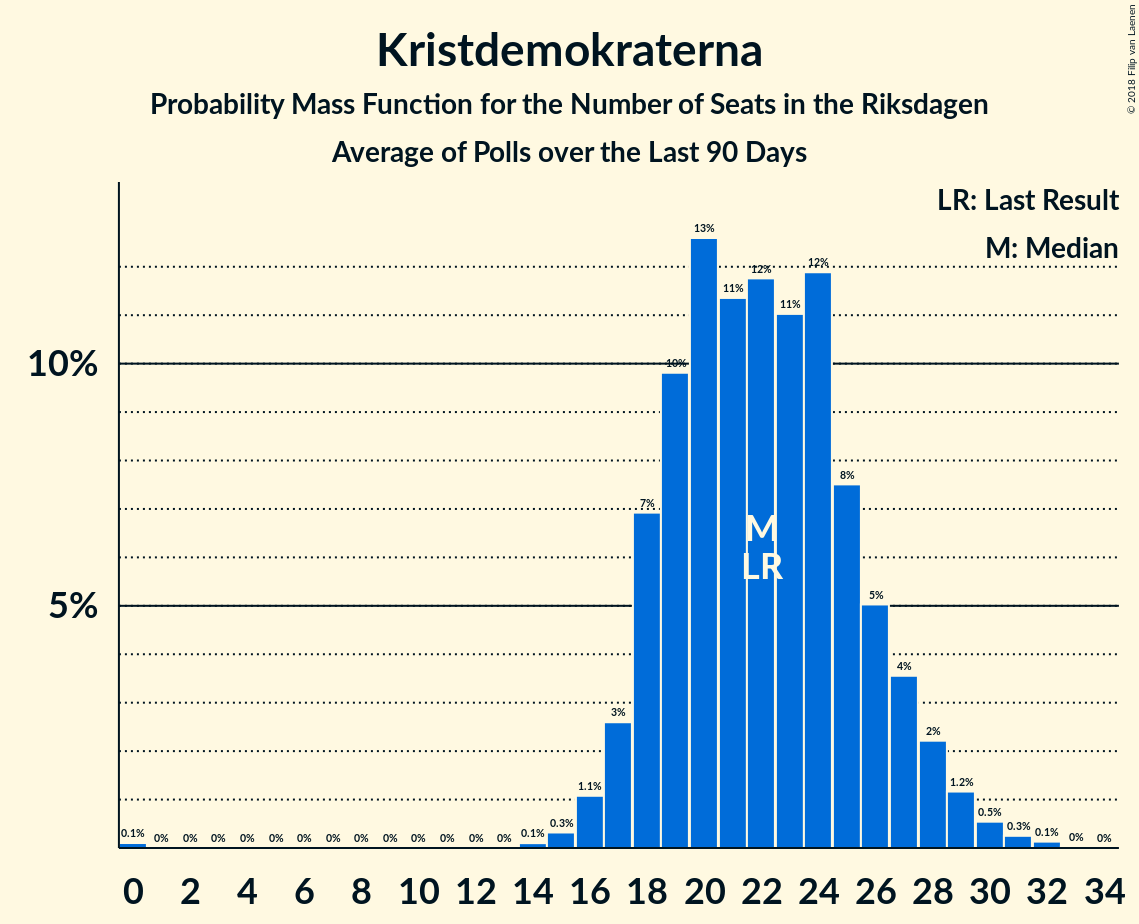 Kristdemokraterna
Probability Mass Function for the Number of Seats in the Riksdagen
Average of Polls over the Last 90 Days
© 2018 Filip van Laenen
LR: Last Result
M: Median
10%
5%
0.1% 0% 0% 0% 0% 0% 0% 0% 0% 0% 0% 0% 0% 0% 0.1% 0.3% 1.1% 3% 7% 10% 13% 11% 12% 11% 12% 8% 5% 4% 2% 1.2% 0.5% 0.3% 0.1% 0% 0%
M
LR
0 2 4 6 8 10 12 14 16 18 20 22 24 26 28 30 32 34